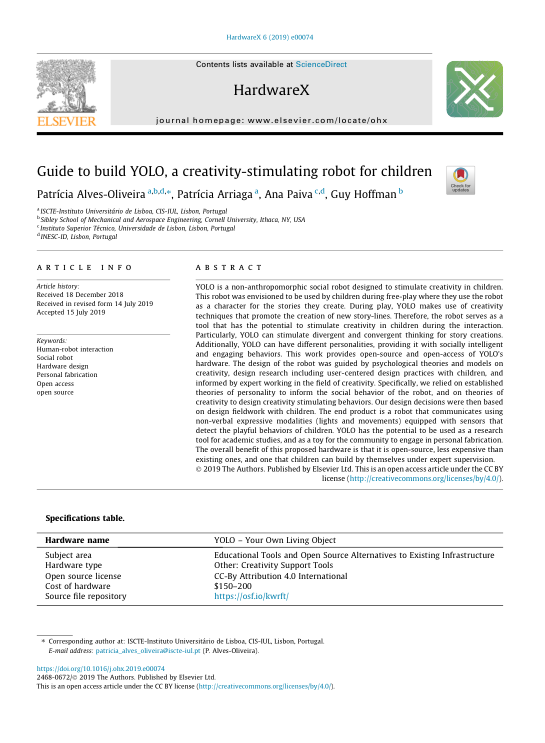 HardwareX 6 (2019) e00074
Contents lists available at ScienceDirect
HardwareX
journal homepage: www.elsevier.com/locate/ohx
ELSEVIER
Check for
updates
Guide to build YOLO, a creativity-stimulating robot for children
Patrícia Alves-Oliveira a,b,d,*, Patrícia Arriaga a, Ana Paiva c,d, Guy Hoffman b
a ISCTE-Instituto Universitário de Lisboa, CIS-IUL, Lisbon, Portugal
b Sibley School of Mechanical and Aerospace Engineering, Cornell University, Ithaca, NY, USA
c Instituto Superior Técnico, Universidade de Lisboa, Lisbon, Portugal
d INESC-ID, Lisbon, Portugal
ARTICLE INFO
Article history:
Received 18 December 2018
Received in revised form 14 July 2019
Accepted 15 July 2019
Keywords:
Human-robot interaction
Social robot
Hardware design
Personal fabrication
Open access
open source
ABSTRACT
YOLO is a non-anthropomorphic social robot designed to stimulate creativity in children.
This robot was envisioned to be used by children during free-play where they use the robot
as a character for the stories they create. During play, YOLO makes use of creativity
techniques that promote the creation of new story-lines. Therefore, the robot serves as a
tool that has the potential to stimulate creativity in children during the interaction.
Particularly, YOLO can stimulate divergent and convergent thinking for story creations.
Additionally, YOLO can have different personalities, providing it with socially intelligent
and engaging behaviors. This work provides open-source and open-access of YOLO's
hardware. The design of the robot was guided by psychological theories and models on
creativity, design research including user-centered design practices with children, and
informed by expert working in the field of creativity. Specifically, we relied on established
theories of personality to inform the social behavior of the robot, and on theories of
creativity to design creativity stimulating behaviors. Our design decisions were then based
on design fieldwork with children. The end product is a robot that communicates using
non-verbal expressive modalities (lights and movements) equipped with sensors that
detect the playful behaviors of children. YOLO has the potential to be used as a research
tool for academic studies, and as a toy for the community to engage in personal fabrication.
The overall benefit of this proposed hardware is that it is open-source, less expensive than
existing ones, and one that children can build by themselves under expert supervision.
© 2019 The Authors. Published by Elsevier Ltd. This is an open access article under the CC BY
license (http://creativecommons.org/licenses/by/4.0/).
Specifications table.
Hardware name YOLO – Your Own Living Object
Subject area Educational Tools and Open Source Alternatives to Existing Infrastructure
Hardware type Other: Creativity Support Tools
Open source license CC-By Attribution 4.0 International
Cost of hardware $150–200
Source file repository https://osf.io/kwrft/
* Corresponding author at: ISCTE-Instituto Universitário de Lisboa, CIS-IUL, Lisbon, Portugal.
E-mail address: patricia_alves_oliveira@iscte-iul.pt (P. Alves-Oliveira).
https://doi.org/10.1016/j.ohx.2019.e00074
2468-0672/© 2019 The Authors. Published by Elsevier Ltd.
This is an open access article under the CC BY license (http://creativecommons.org/licenses/by/4.0/).